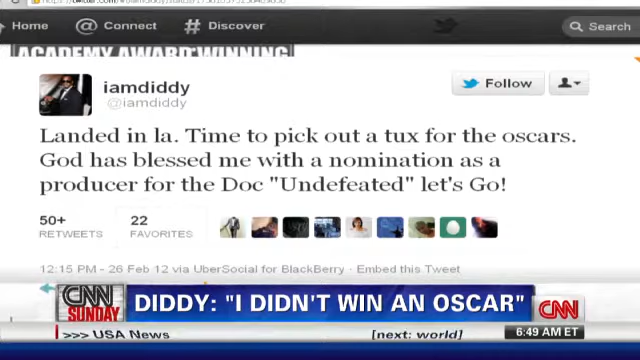 Home @ Connect # Discover Search
ACADEMY AWARD WINNING
iamdiddy
@iamdiddy
Follow
Landed in la. Time to pick out a tux for the oscars.
God has blessed me with a nomination as a
producer for the Doc "Undefeated" let's Go!
50+ 22
RETWEETS FAVORITES
12:15 PM - 26 Feb 12 via UberSocial for BlackBerry · Embed this Tweet
CNN
SUNDAY
DIDDY: "I DIDN'T WIN AN OSCAR"
CNN
>>> USA News [next: world] 6:49 AM ET